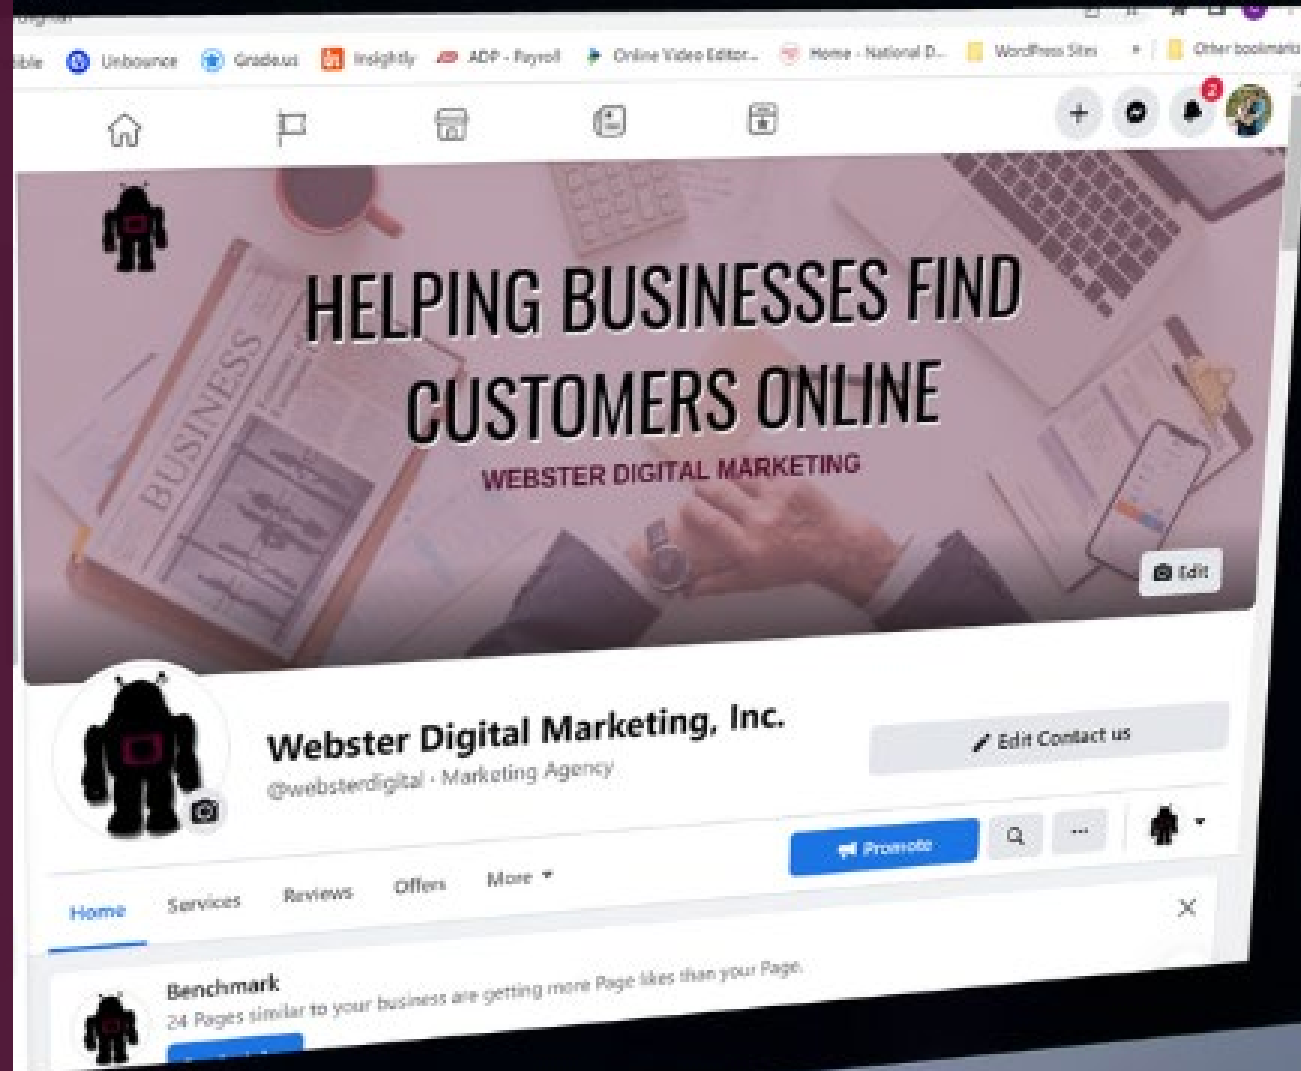 digital
Unbounce Grade.us Insightly ADP - Payroll Online Video Editor... Home - National D... WordPress Sites » Other bookmarks
2
HELPING BUSINESSES FIND
CUSTOMERS ONLINE
WEBSTER DIGITAL MARKETING
BUSINESS
Edit
Webster Digital Marketing, Inc.
@websterdigital · Marketing Agency
Edit Contact us
Promote
Home Services Reviews Offers More
Benchmark
24 Pages similar to your business are getting more Page likes than your Page.